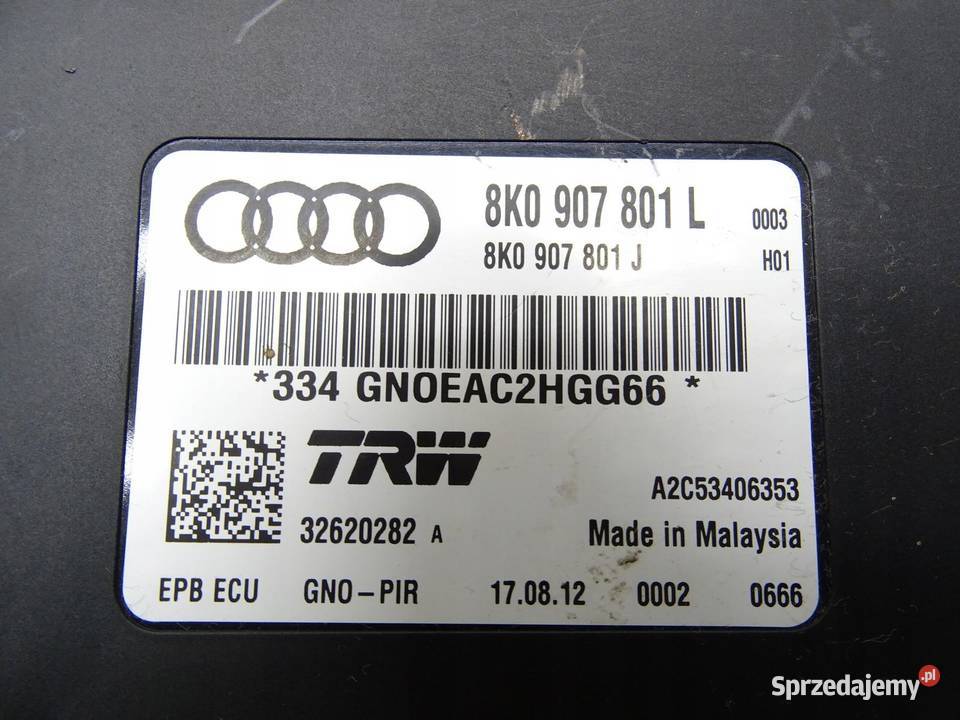 8K0 907 801 L 0003
8K0 907 801 J H01
*334 GNOEAC2HGG66 *
TRW
A2C53406353
32620282 A Made in Malaysia
EPB ECU GNO-PIR 17.08.12 0002 0666
Sprzedajemy.pl